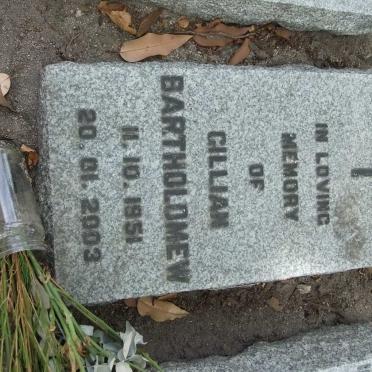 IN LOVING
MEMORY
OF
GILLIAN
BARTHOLOMEW
11. 10. 1951
20. 01. 2003